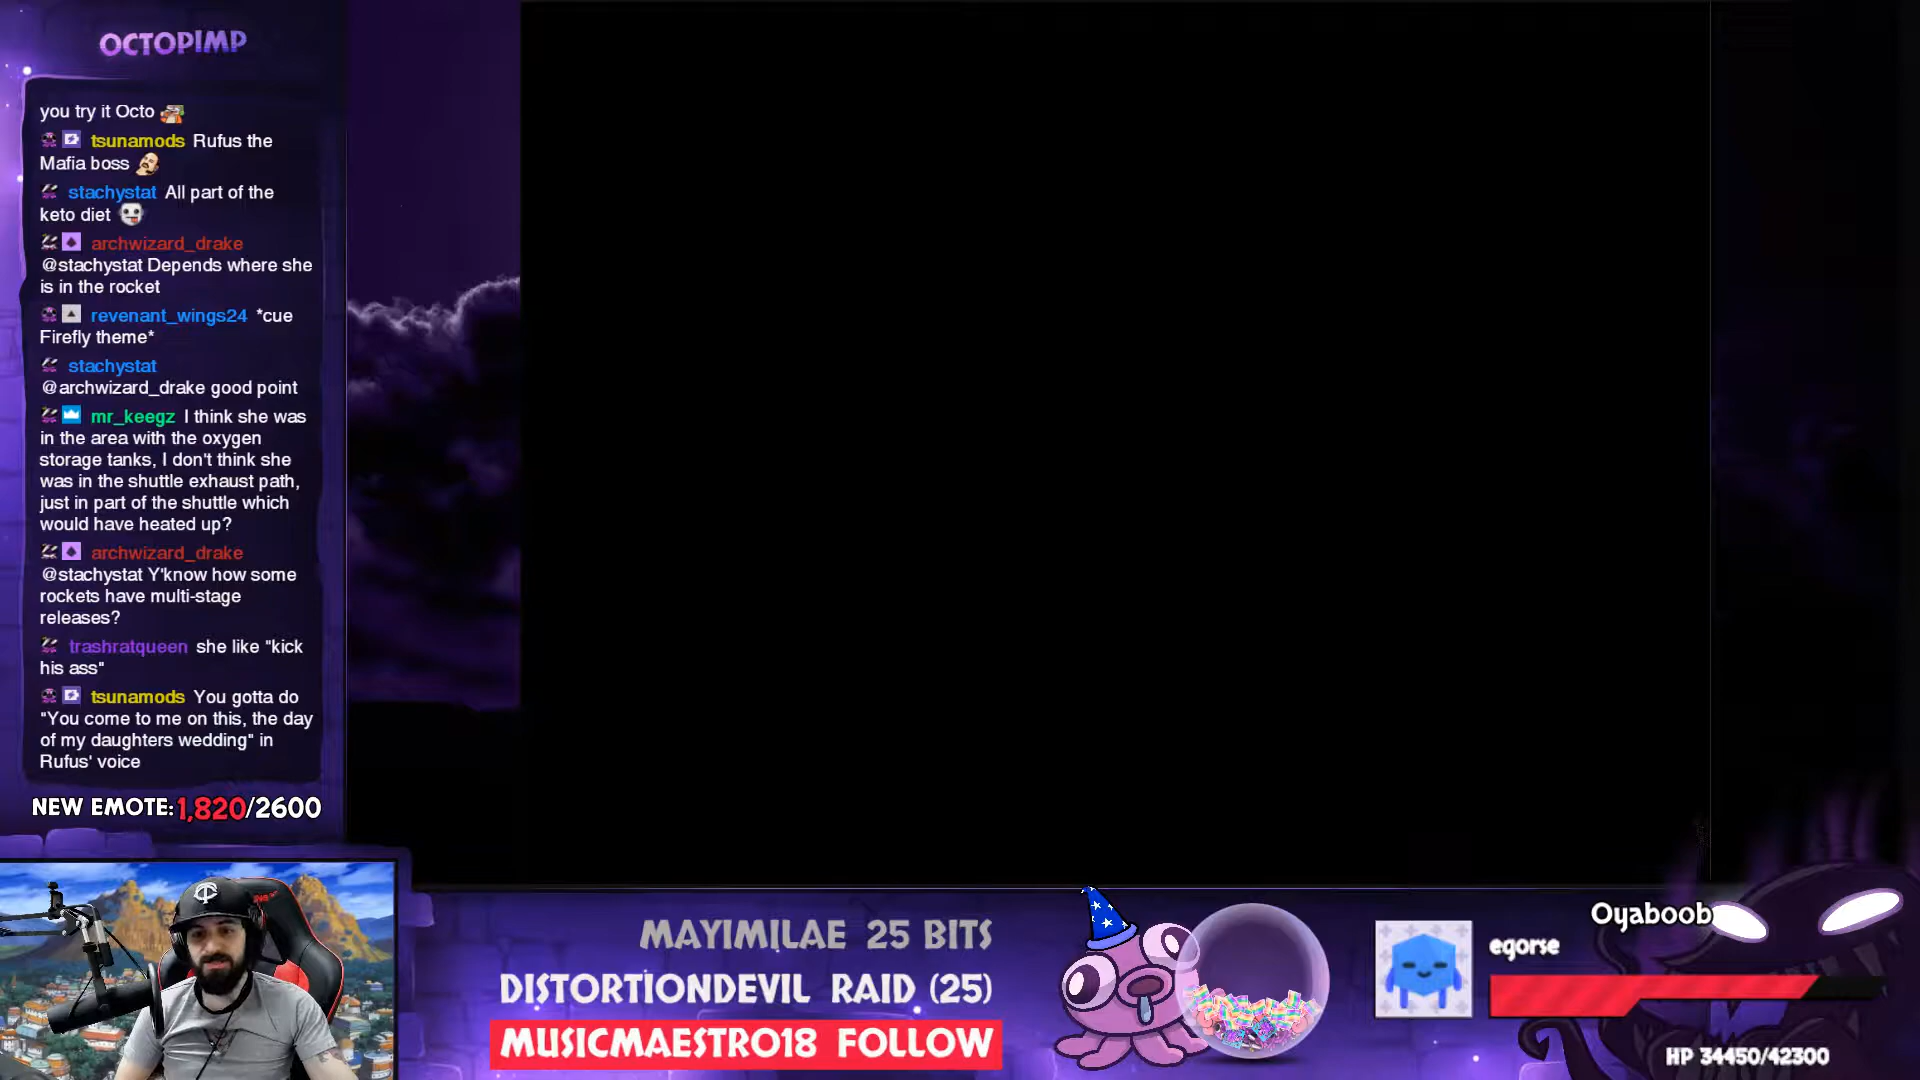 OCTOPIMP
you try it Octo
tsunamods Rufus the
Mafia boss
stachystat All part of the
keto diet
archwizard_drake
@stachystat Depends where she
is in the rocket
revenant_wings24 *cue
Firefly theme*
stachystat
@archwizard_drake good point
mr_keegz I think she was
in the area with the oxygen
storage tanks, I don't think she
was in the shuttle exhaust path,
just in part of the shuttle which
would have heated up?
archwizard_drake
@stachystat Y'know how some
rockets have multi-stage
releases?
trashratqueen she like "kick
his ass"
tsunamods You gotta do
"You come to me on this, the day
of my daughters wedding" in
Rufus' voice
NEW EMOTE: 1,820/2600
MAYIMILAE 25 BITS
DISTORTIONDEVIL RAID (25)
MUSICMAESTRO18 FOLLOW
Oyaboob
egorse
HP 34450/42300